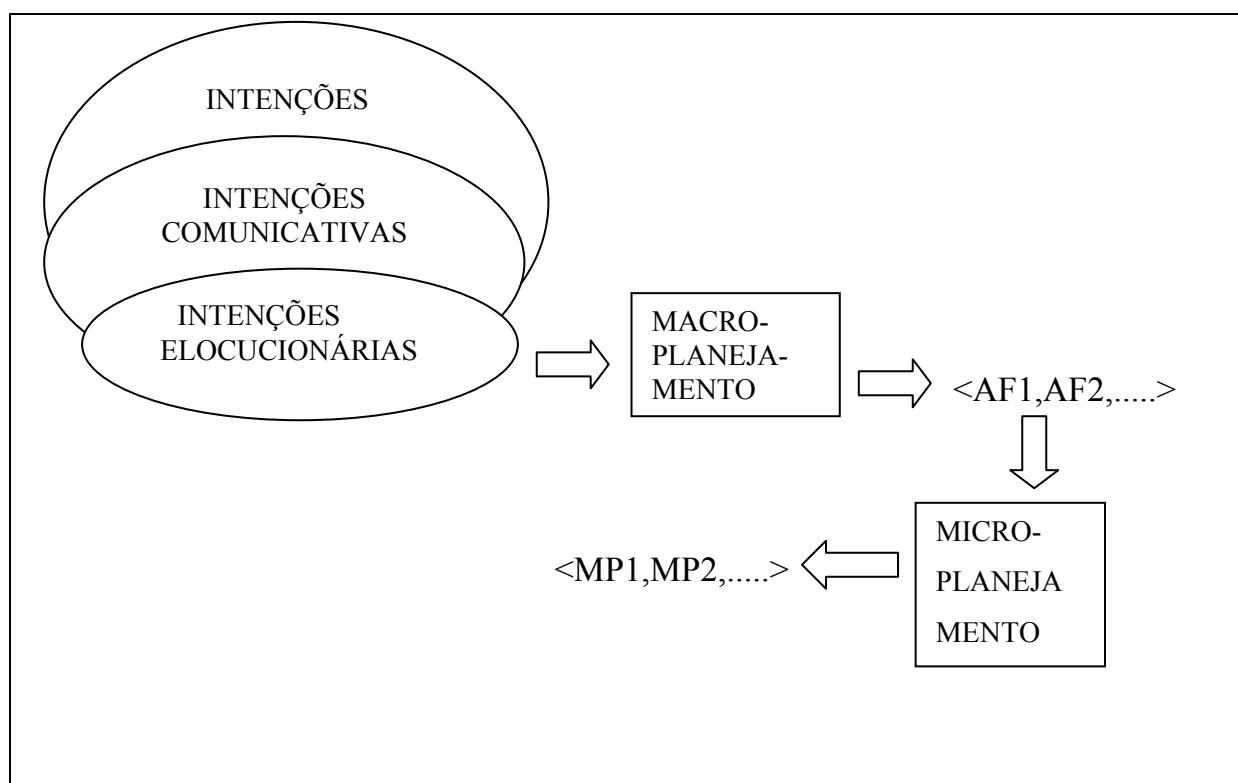 INTENÇÕES
INTENÇÕES
COMUNICATIVAS
INTENÇÕES
ELOCUCIONÁRIAS
MACRO-
PLANEJA-
MENTO
<AF1,AF2,.....>
MICRO-
PLANEJA
MENTO
<MP1,MP2,.....>